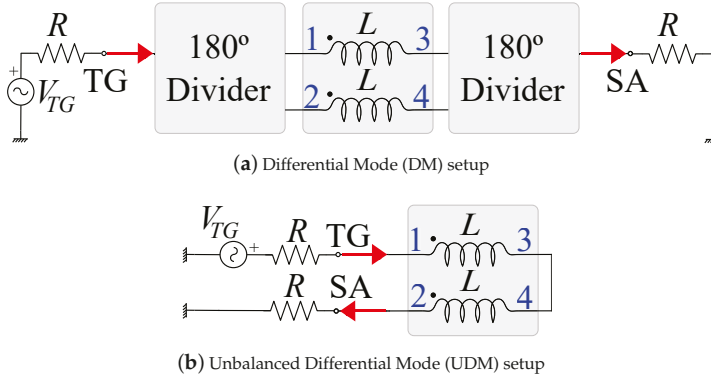 R
TG
V_TG
180º
Divider
1 L 3
2 L 4
180º
Divider
SA
R
(a) Differential Mode (DM) setup
V_TG
R
TG
1 L 3
R
SA
2 L 4
(b) Unbalanced Differential Mode (UDM) setup